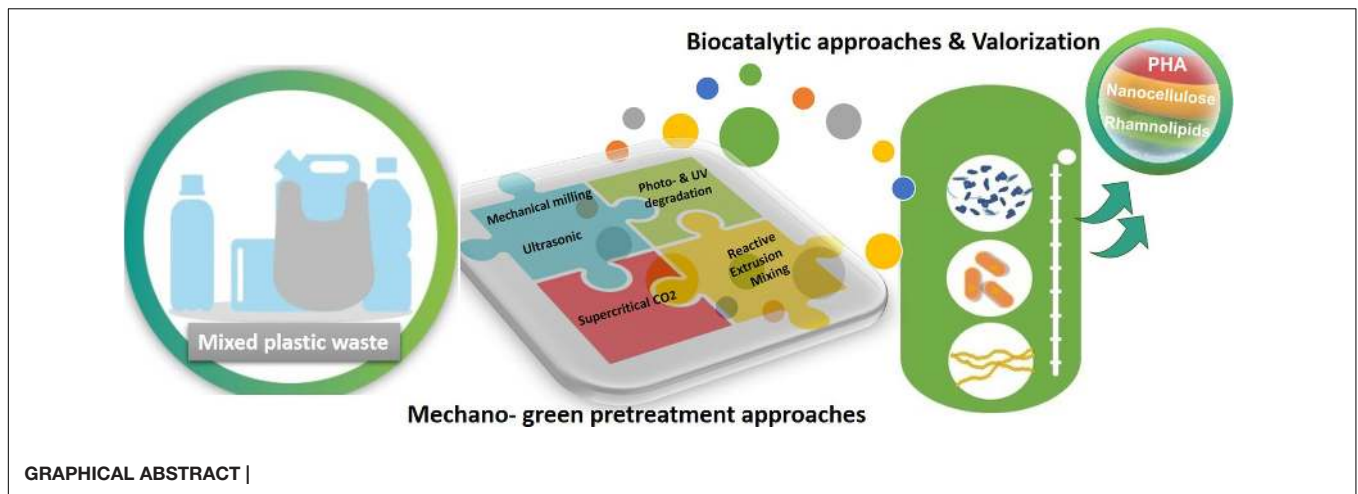 Biocatalytic approaches & Valorization
PHA
Nanocellulose
Rhamnolipids
Mechanical milling
Ultrasonic
Photo- & UV
degradation
Reactive
Extrusion
Mixing
Supercritical CO2
Mixed plastic waste
Mechano- green pretreatment approaches
GRAPHICAL ABSTRACT |